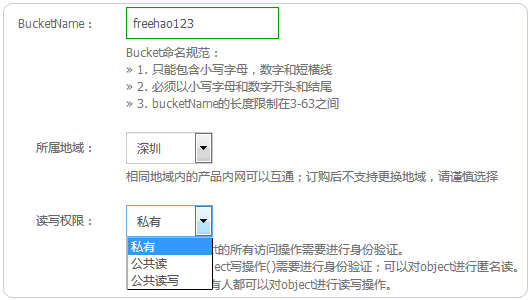 BucketName： freehao123
Bucket命名规范：
» 1. 只能包含小写字母，数字和短横线
» 2. 必须以小写字母和数字开头和结尾
» 3. bucketName的长度限制在3-63之间
所属地域： 深圳
相同地域内的产品内网可以互通；订购后不支持更换地域，请谨慎选择
读写权限： 私有
私有
公共读
公共读写
的所有访问操作需要进行身份验证。
ject写操作()需要进行身份验证；可以对object进行匿名读。
有人都可以对object进行读写操作。